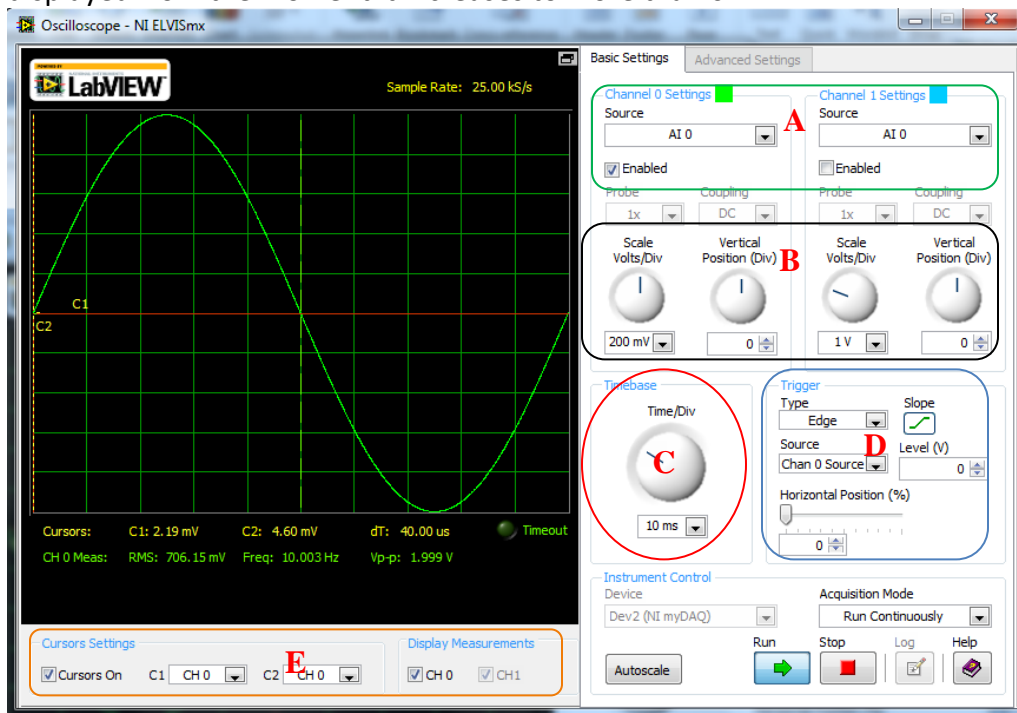 Oscilloscope - NI ELVISmx
LabVIEW
Sample Rate: 25.00 kS/s
C1
C2
Cursors: C1: 2.19 mV C2: 4.60 mV dT: 40.00 us Timeout
CH 0 Meas: RMS: 706.15 mV Freq: 10.003 Hz Vp-p: 1.999 V
Cursors Settings
Cursors On C1 CH 0 C2 CH 0
E
Display Measurements
CH 0 CH1
Basic Settings Advanced Settings
Channel 0 Settings Channel 1 Settings
A
Source Source
AI 0 AI 0
Enabled Enabled
Probe Coupling Probe Coupling
1x DC 1x DC
Scale Vertical Scale Vertical
Volts/Div Position (Div) B Volts/Div Position (Div)
200 mV 0 1 V 0
Timebase
Time/Div
C
10 ms
Trigger
Type Slope
Edge
Source D Level (V)
Chan 0 Source 0
Horizontal Position (%)
0
Instrument Control
Device Acquisition Mode
Dev2 (NI myDAQ) Run Continuously
Run Stop Log Help
Autoscale